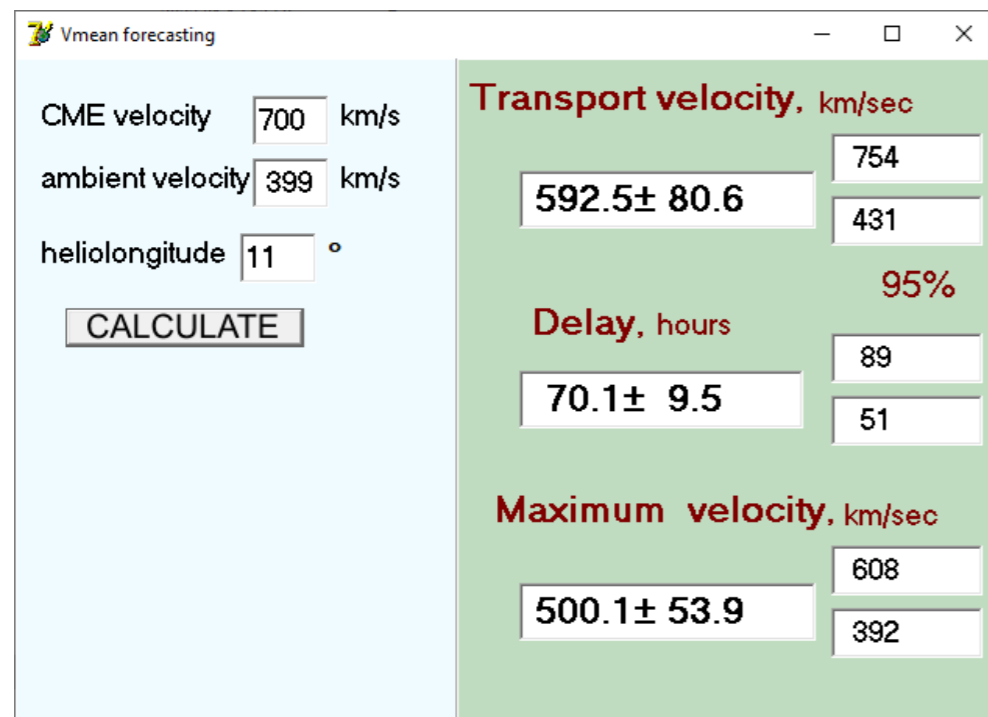 Vmean forecasting
CME velocity 700 km/s
ambient velocity 399 km/s
heliolongitude 11 °
CALCULATE
Transport velocity, km/sec
754
592.5± 80.6
431
95%
Delay, hours
89
70.1± 9.5
51
Maximum velocity, km/sec
608
500.1± 53.9
392